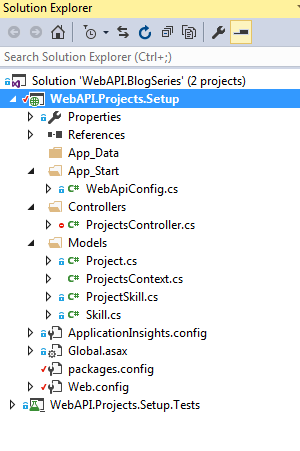 Solution Explorer
Search Solution Explorer (Ctrl+;)
Solution 'WebAPI.BlogSeries' (2 projects)
WebAPI.Projects.Setup
Properties
References
App_Data
App_Start
C# WebApiConfig.cs
Controllers
C# ProjectsController.cs
Models
C# Project.cs
C# ProjectsContext.cs
C# ProjectSkill.cs
C# Skill.cs
ApplicationInsights.config
Global.asax
packages.config
Web.config
WebAPI.Projects.Setup.Tests